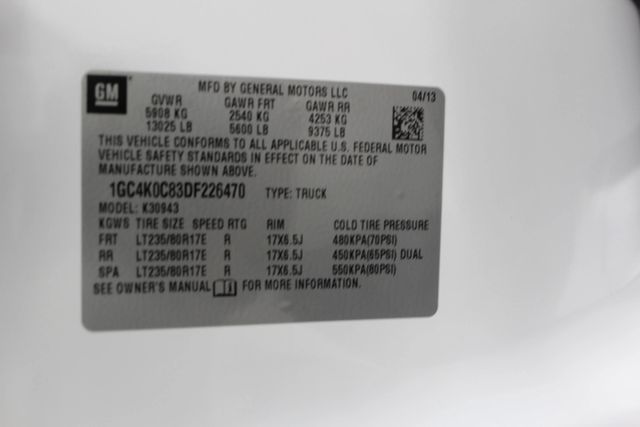 GM
MFD BY GENERAL MOTORS LLC
04/13
GVWR GAWR FRT GAWR RR
5908 KG 2540 KG 4253 KG
13025 LB 5600 LB 9375 LB
THIS VEHICLE CONFORMS TO ALL APPLICABLE U.S. FEDERAL MOTOR
VEHICLE SAFETY STANDARDS IN EFFECT ON THE DATE OF
MANUFACTURE SHOWN ABOVE.
1GC4K0C83DF226470 TYPE: TRUCK
MODEL: K30943
KGWS TIRE SIZE SPEED RTG RIM COLD TIRE PRESSURE
FRT LT235/80R17E R 17X6.5J 480KPA(70PSI)
RR LT235/80R17E R 17X6.5J 450KPA(65PSI) DUAL
SPA LT235/80R17E R 17X6.5J 550KPA(80PSI)
SEE OWNER'S MANUAL FOR MORE INFORMATION.